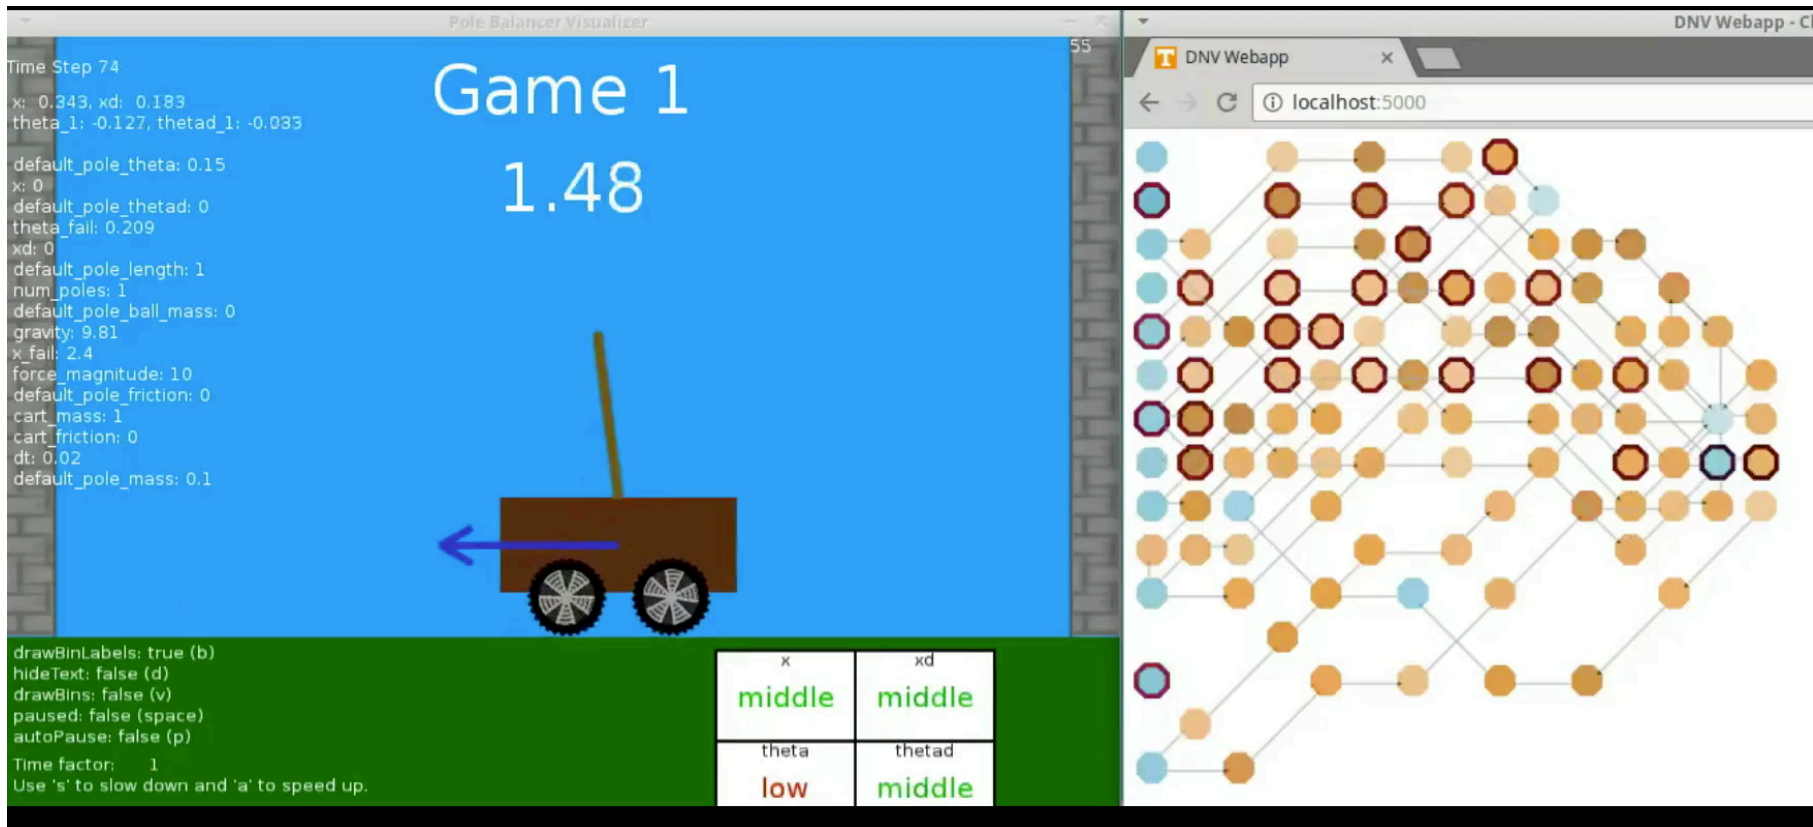 Pole Balancer Visualizer
55
Time Step 74
x: 0.343, xd: 0.183
theta_1: -0.127, thetad_1: -0.033
default_pole_theta: 0.15
x: 0
default_pole_thetad: 0
theta_fail: 0.209
xd: 0
default_pole_length: 1
num_poles: 1
default_pole_ball_mass: 0
gravity: 9.81
x_fail: 2.4
force_magnitude: 10
default_pole_friction: 0
cart_mass: 1
cart_friction: 0
dt: 0.02
default_pole_mass: 0.1
Game 1
1.48
drawBinLabels: true (b)
hideText: false (d)
drawBins: false (v)
paused: false (space)
autoPause: false (p)
Time factor: 1
Use 's' to slow down and 'a' to speed up.
x xd
middle middle
theta thetad
low middle
DNV Webapp - Cl
T DNV Webapp
localhost:5000